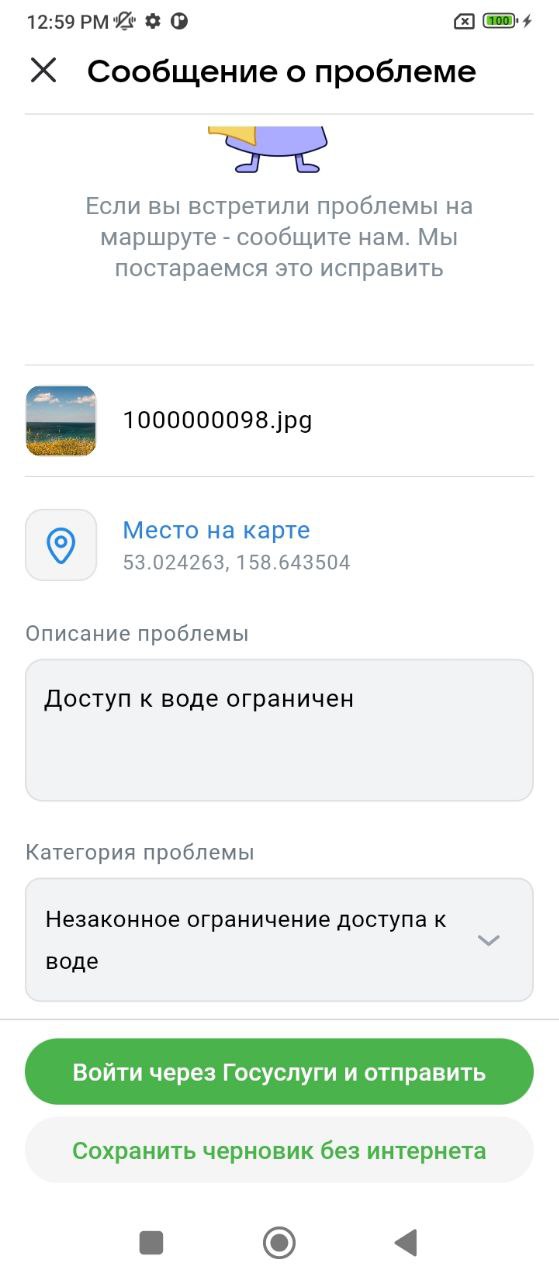 12:59 PM
100
Сообщение о проблеме
Если вы встретили проблемы на
маршруте - сообщите нам. Мы
постараемся это исправить
1000000098.jpg
Место на карте
53.024263, 158.643504
Описание проблемы
Доступ к воде ограничен
Категория проблемы
Незаконное ограничение доступа к
воде
Войти через Госуслуги и отправить
Сохранить черновик без интернета